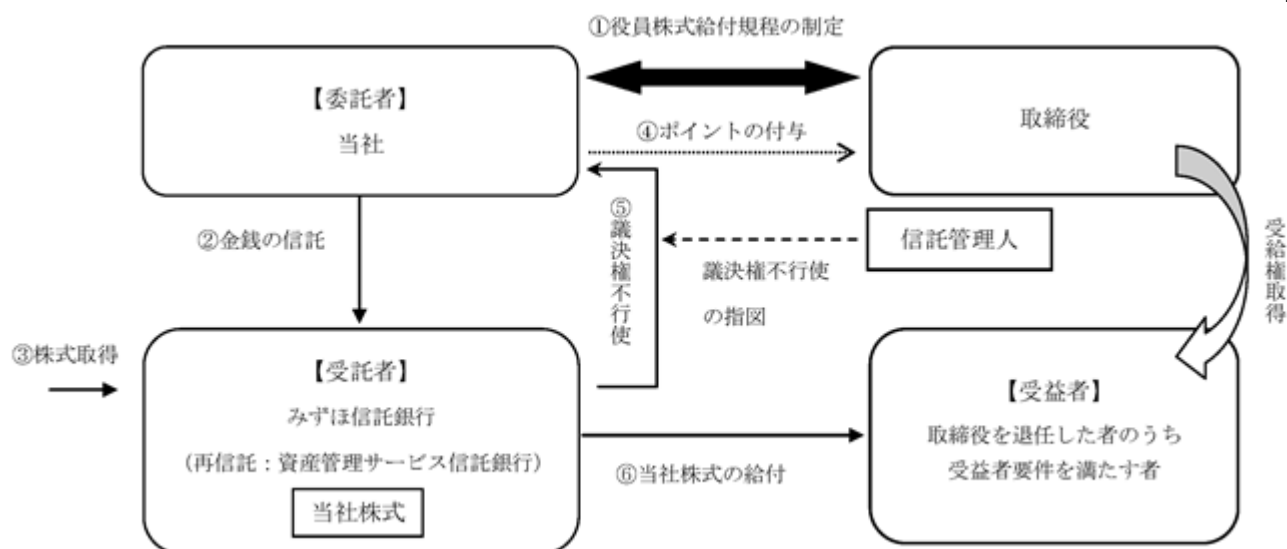 ①役員株式給付規程の制定
【委託者】
当社
取締役
④ポイントの付与
②金銭の信託
⑤議決権不行使
信託管理人
議決権不行使
の指図
受給権取得
③株式取得
【受託者】
みずほ信託銀行
(再信託：資産管理サービス信託銀行)
当社株式
⑥当社株式の給付
【受益者】
取締役を退任した者のうち
受益者要件を満たす者